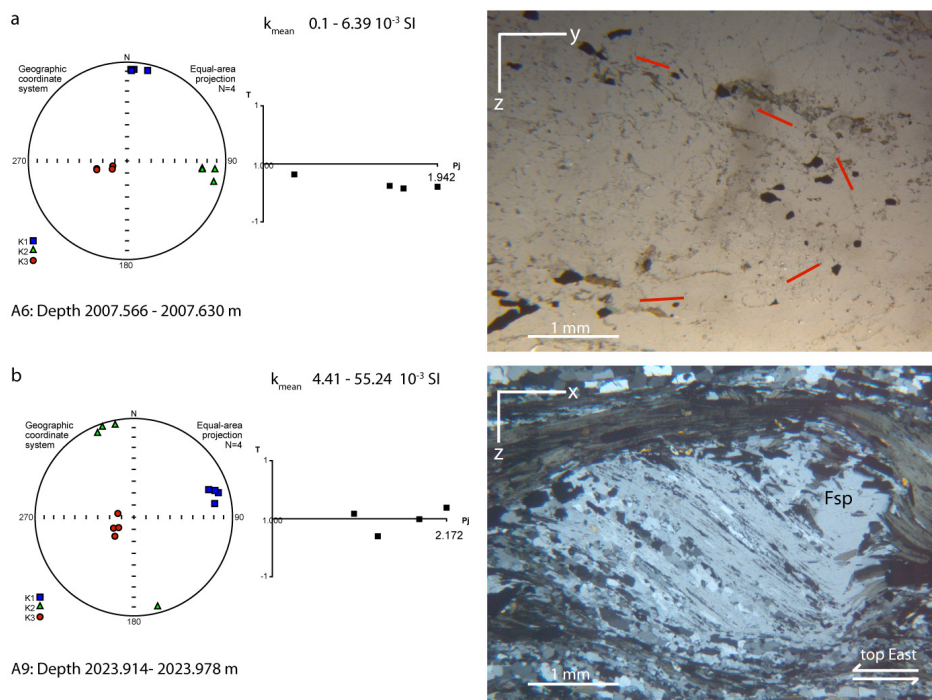 a
k mean 0.1 - 6.39 10⁻³ SI
Geographic
coordinate
system
N
Equal-area
projection
N=4
270
90
180
K1
K2
K3
T
1
1.000
Pj
1.942
-1
A6: Depth 2007.566 - 2007.630 m
y
z
1 mm
b
k mean 4.41 - 55.24 10⁻³ SI
Geographic
coordinate
system
N
Equal-area
projection
N=4
270
90
180
K1
K2
K3
T
1
1.000
Pj
2.172
-1
A9: Depth 2023.914- 2023.978 m
x
z
Fsp
top East
1 mm